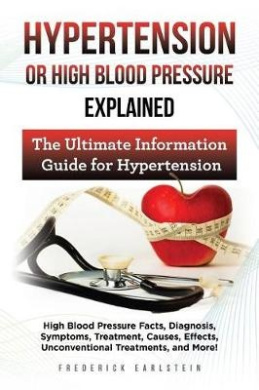 HYPERTENSION
OR HIGH BLOOD PRESSURE
EXPLAINED
The Ultimate Information
Guide for Hypertension
High Blood Pressure Facts, Diagnosis,
Symptoms, Treatment, Causes, Effects,
Unconventional Treatments, and More!
FREDERICK EARLSTEIN